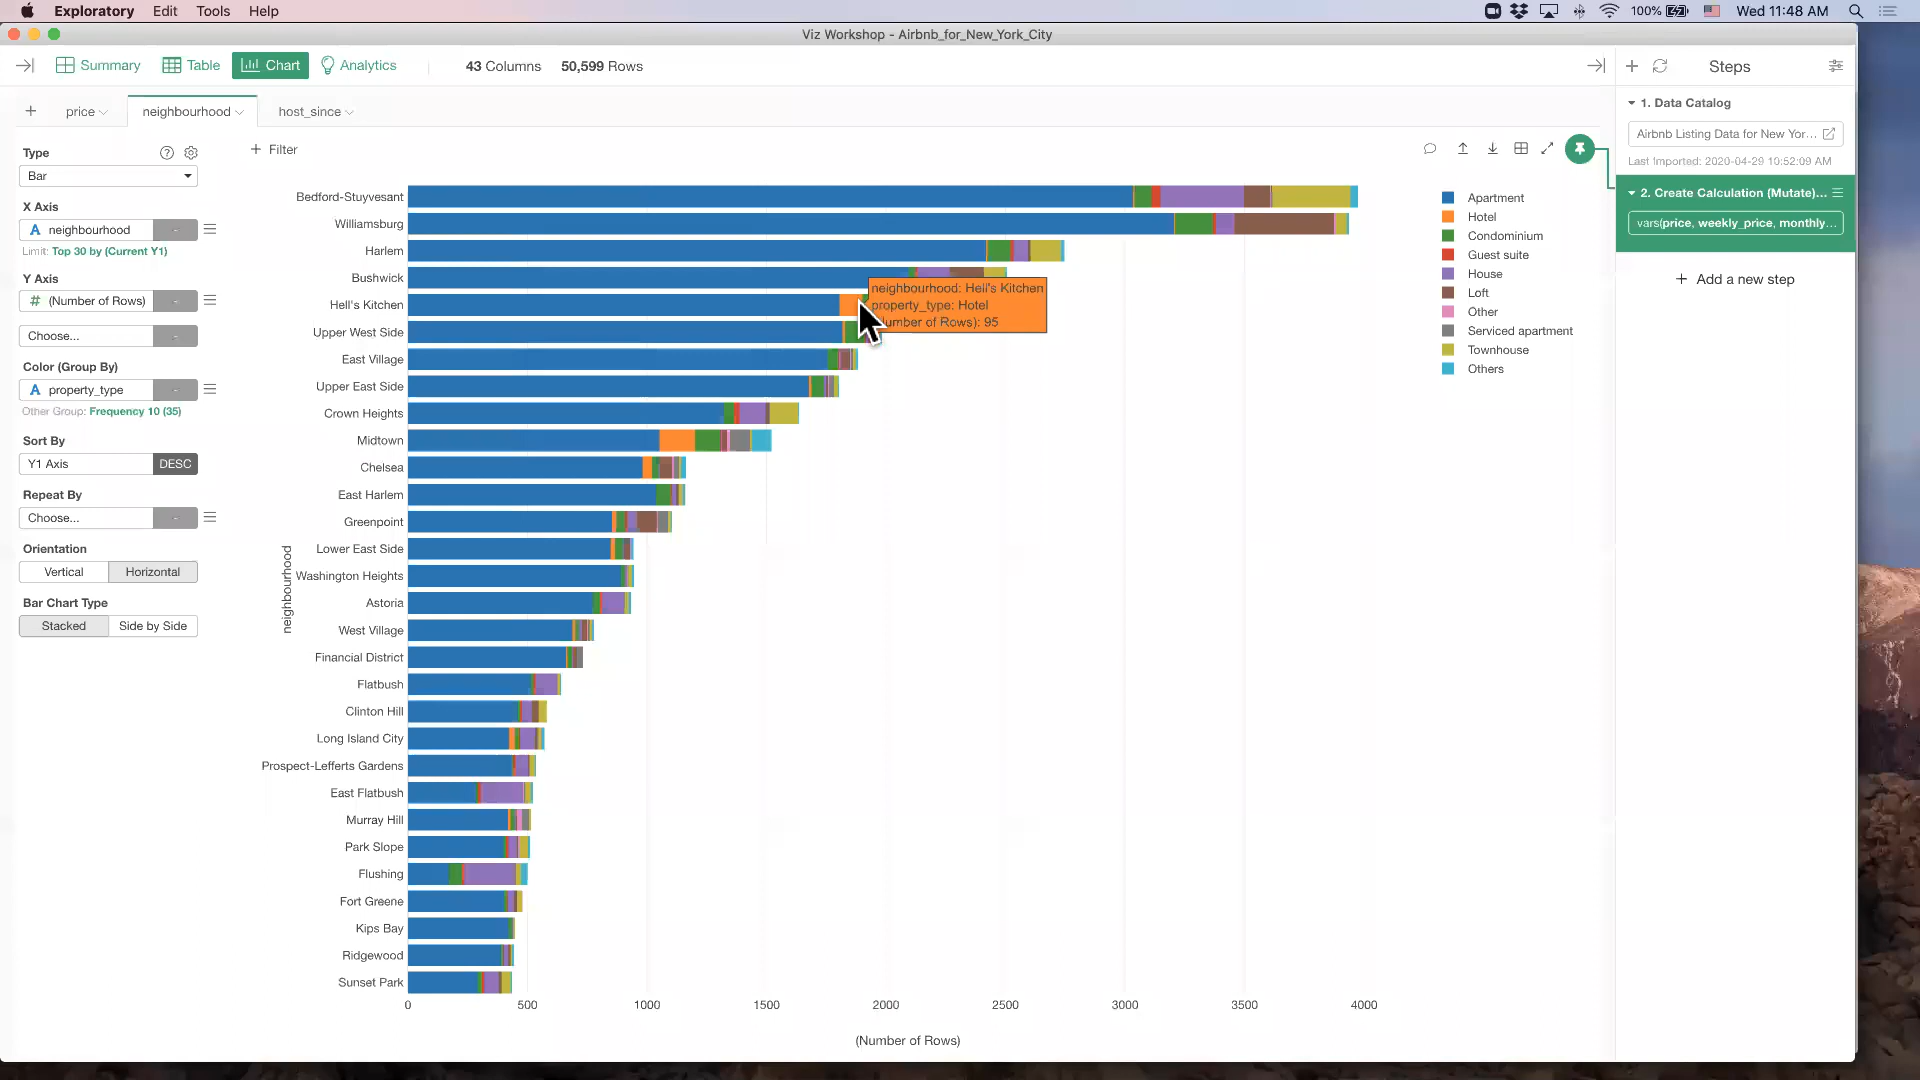 Exploratory Edit Tools Help 100% Wed 11:48 AM
Viz Workshop - Airbnb_for_New_York_City
Summary Table Chart Analytics 43 Columns 50,599 Rows
Steps
price neighbourhood host_since
Type
Bar
X Axis
A neighbourhood -
Limit: Top 30 by (Current Y1)
Y Axis
# (Number of Rows) -
Choose... -
Color (Group By)
A property_type -
Other Group: Frequency 10 (35)
Sort By
Y1 Axis DESC
Repeat By
Choose... -
Orientation
Vertical Horizontal
Bar Chart Type
Stacked Side by Side
+ Filter
neighbourhood
Bedford-Stuyvesant
Williamsburg
Harlem
Bushwick
Hell's Kitchen
Upper West Side
East Village
Upper East Side
Crown Heights
Midtown
Chelsea
East Harlem
Greenpoint
Lower East Side
Washington Heights
Astoria
West Village
Financial District
Flatbush
Clinton Hill
Long Island City
Prospect-Lefferts Gardens
East Flatbush
Murray Hill
Park Slope
Flushing
Fort Greene
Kips Bay
Ridgewood
Sunset Park
0 500 1000 1500 2000 2500 3000 3500 4000
(Number of Rows)
neighbourhood: Hell's Kitchen
property_type: Hotel
umber of Rows): 95
Apartment
Hotel
Condominium
Guest suite
House
Loft
Other
Serviced apartment
Townhouse
Others
1. Data Catalog
Airbnb Listing Data for New Yor...
Last Imported: 2020-04-29 10:52:09 AM
2. Create Calculation (Mutate)...
vars(price, weekly_price, monthly...
+ Add a new step